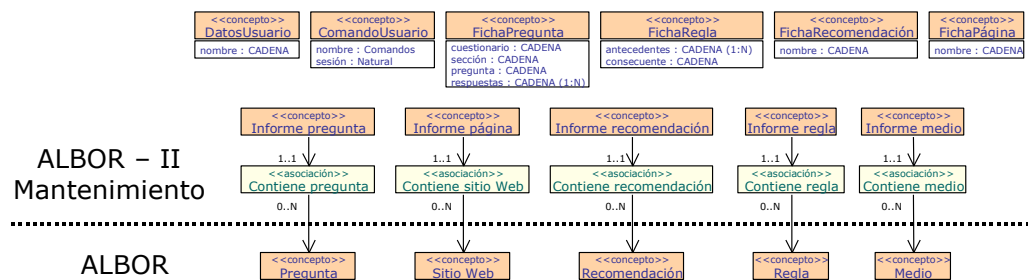 <<concepto>> <<concepto>> <<concepto>> <<concepto>> <<concepto>> <<concepto>>
DatosUsuario ComandoUsuario FichaPregunta FichaRegla FichaRecomendación FichaPágina
nombre : CADENA nombre : Comandos cuestionario : CADENA antecedentes : CADENA (1:N) nombre : CADENA nombre : CADENA
sesión : Natural sección : CADENA consecuente : CADENA
pregunta : CADENA
respuestas : CADENA (1:N)
<<concepto>> <<concepto>> <<concepto>> <<concepto>> <<concepto>>
Informe pregunta Informe página Informe recomendación Informe regla Informe medio
1..1 1..1 1..1 1..1 1..1
ALBOR – II
Mantenimiento
<<asociación>> <<asociación>> <<asociación>> <<asociación>> <<asociación>>
Contiene pregunta Contiene sitio Web Contiene recomendación Contiene regla Contiene medio
0..N 0..N 0..N 0..N 0..N
ALBOR
<<concepto>> <<concepto>> <<concepto>> <<concepto>> <<concepto>>
Pregunta Sitio Web Recomendación Regla Medio